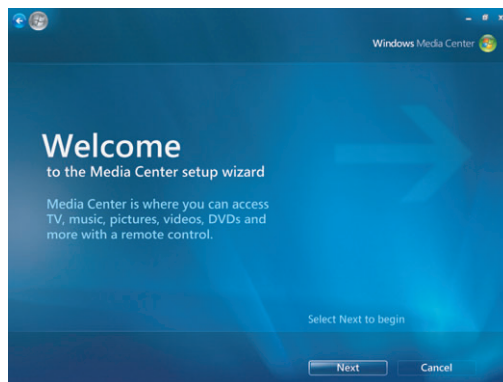 Windows Media Center
Welcome
to the Media Center setup wizard
Media Center is where you can access
TV, music, pictures, videos, DVDs and
more with a remote control.
Select Next to begin
Next
Cancel